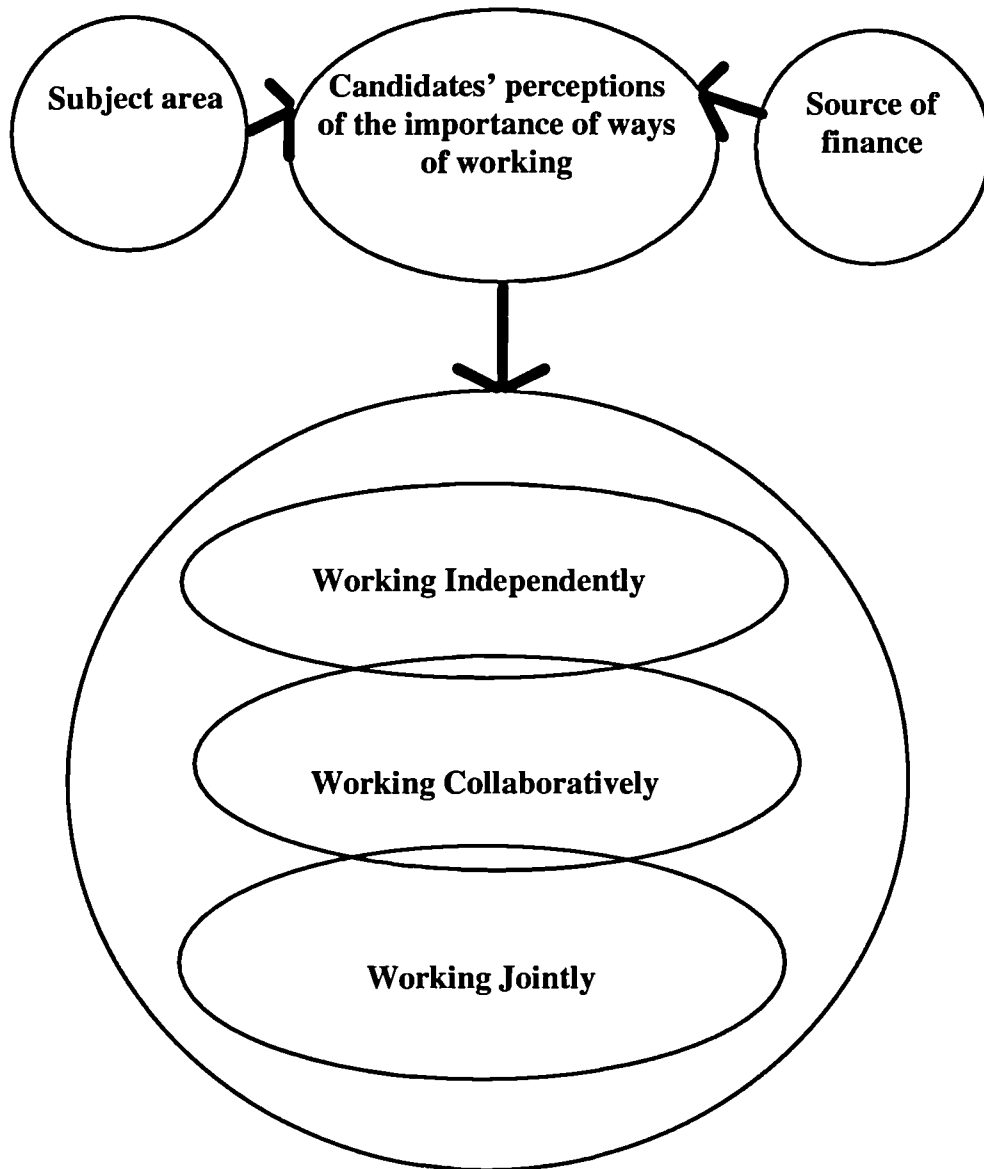 Subject area
Candidates’ perceptions
of the importance of ways
of working
Source of
finance
Working Independently
Working Collaboratively
Working Jointly